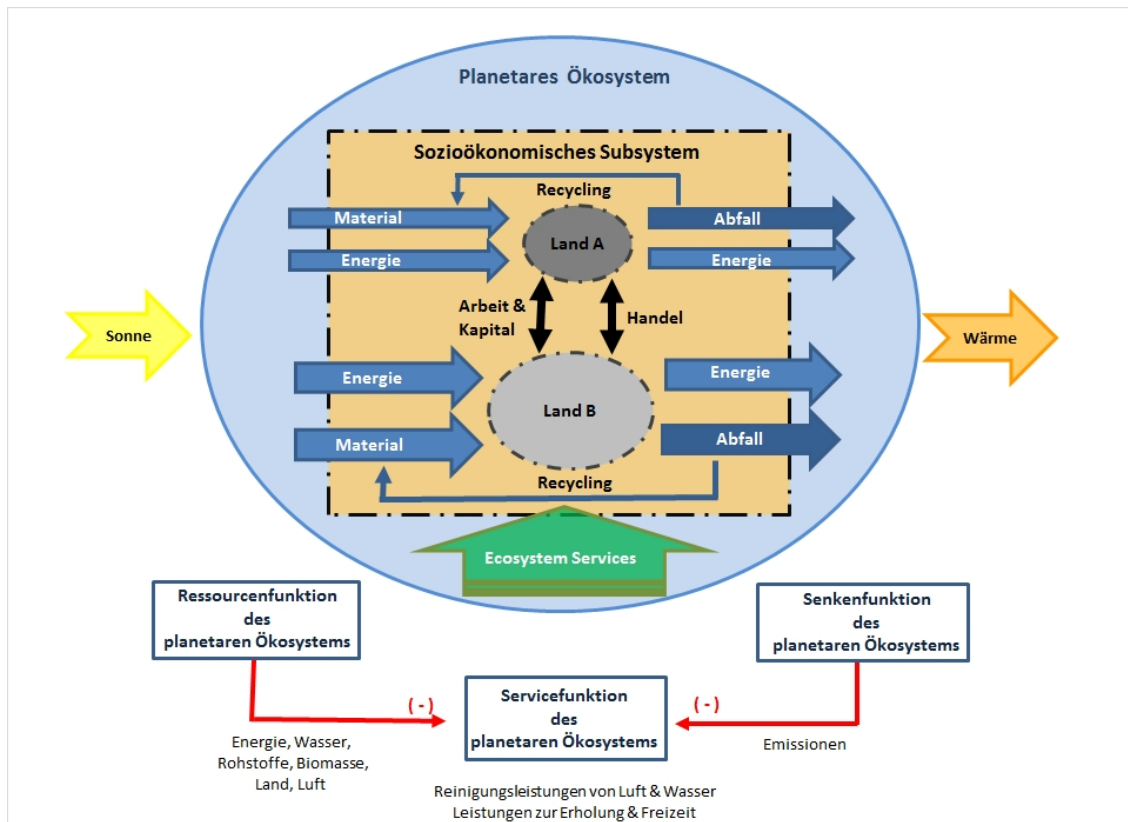 Planetares Ökosystem
Sozioökonomisches Subsystem
Recycling
Material
Abfall
Land A
Energie
Energie
Arbeit &
Kapital
Handel
Sonne
Wärme
Energie
Energie
Land B
Material
Abfall
Recycling
Ecosystem Services
Ressourcenfunktion
des
planetaren Ökosystems
Senkenfunktion
des
planetaren Ökosystems
( - )
Servicefunktion
des
planetaren Ökosystems
( - )
Energie, Wasser,
Rohstoffe, Biomasse,
Land, Luft
Emissionen
Reinigungsleistungen von Luft & Wasser
Leistungen zur Erholung & Freizeit